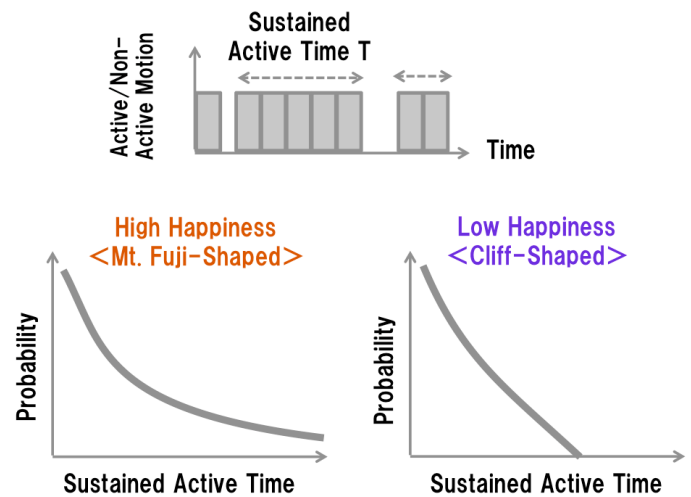 Sustained
Active Time T
Active/Non-
Active Motion
Time
High Happiness
<Mt. Fuji-Shaped>
Low Happiness
<Cliff-Shaped>
Probability
Probability
Sustained Active Time
Sustained Active Time